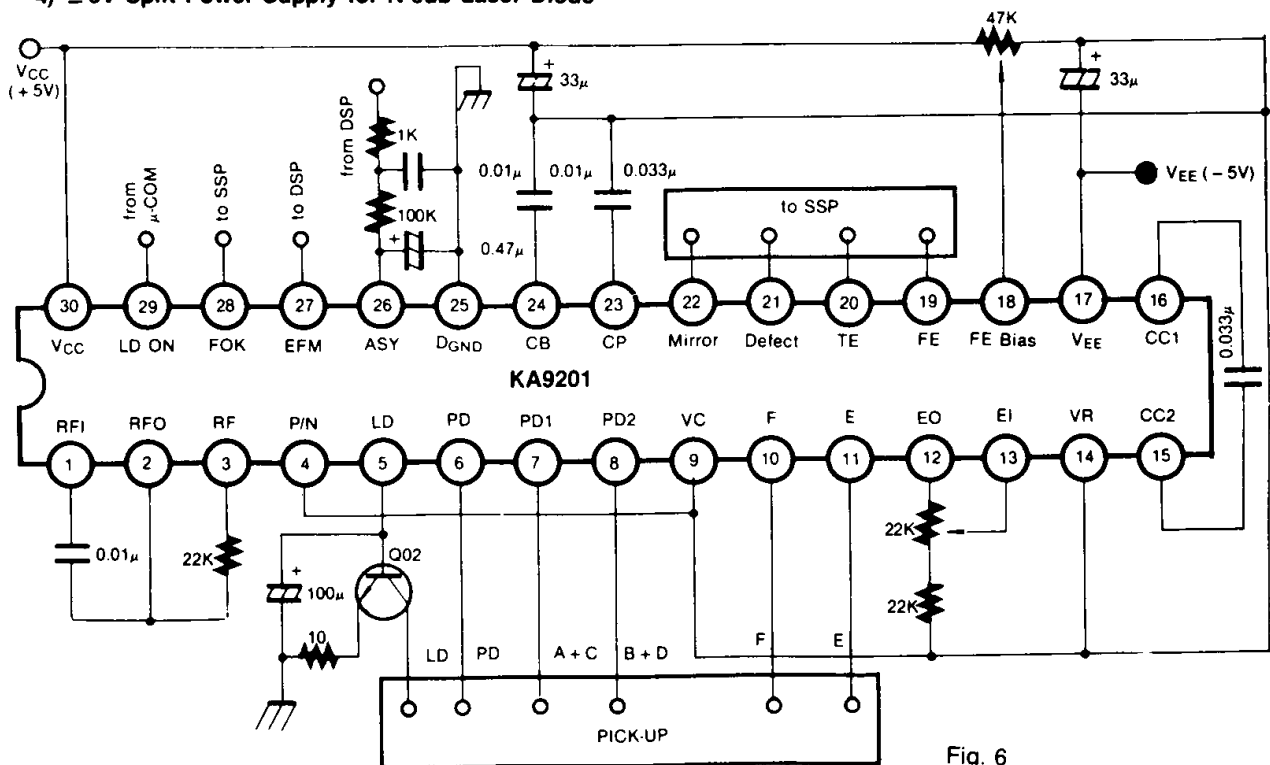 4) ±5V Split Power Supply for N-sub Laser Diode
VCC
(+5V)
from
μ-COM
to SSP
to DSP
from DSP
1K
100K
0.47μ
33μ
0.01μ
0.01μ
0.033μ
to SSP
47K
33μ
VEE (−5V)
0.033μ
30
29
28
27
26
25
24
23
22
21
20
19
18
17
16
VCC
LD ON
FOK
EFM
ASY
DGND
CB
CP
Mirror
Defect
TE
FE
FE Bias
VEE
CC1
KA9201
RFI
RFO
RF
P/N
LD
PD
PD1
PD2
VC
F
E
EO
EI
VR
CC2
1
2
3
4
5
6
7
8
9
10
11
12
13
14
15
0.01μ
22K
100μ
Q02
10
22K
22K
LD
PD
A + C
B + D
F
E
PICK-UP
Fig. 6